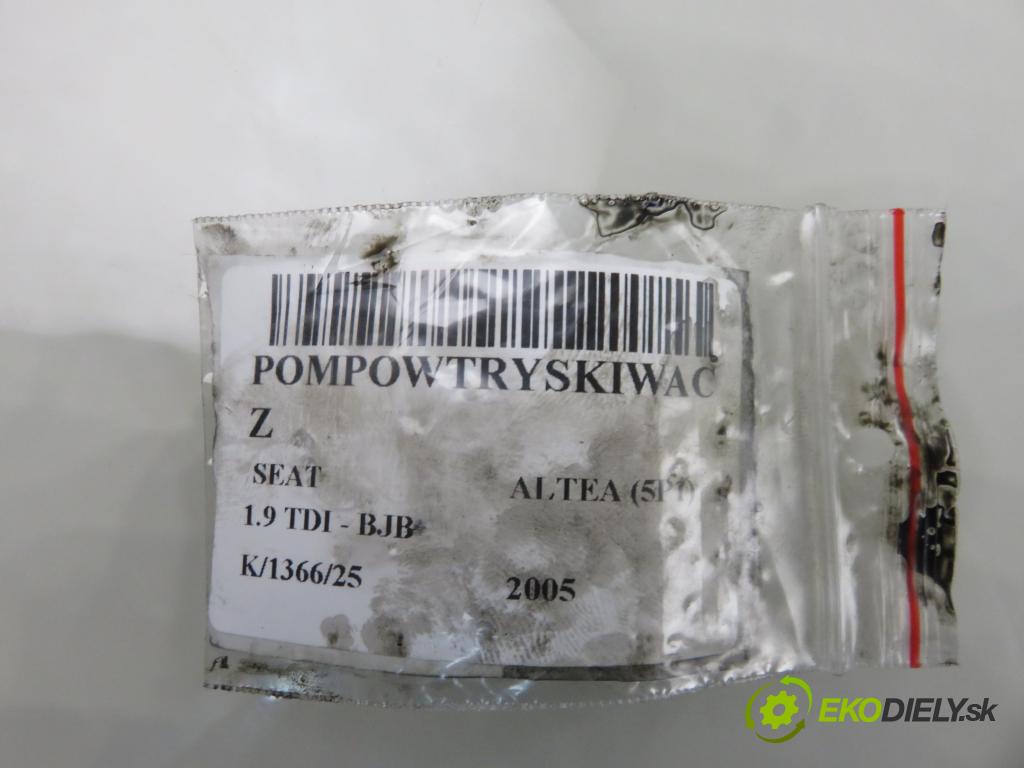 POMPOWTRYSKIWAC
Z
SEAT ALTEA (5P1)
1.9 TDI - BJB
K/1366/25 2005
EKODIELY.sk